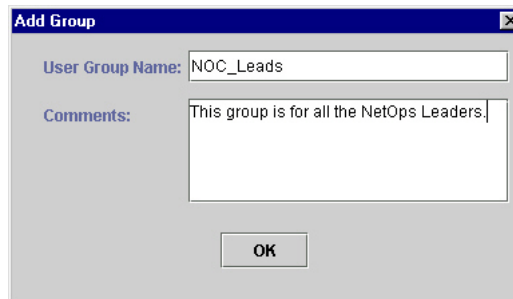 Add Group
User Group Name: NOC_Leads
Comments: This group is for all the NetOps Leaders.
OK